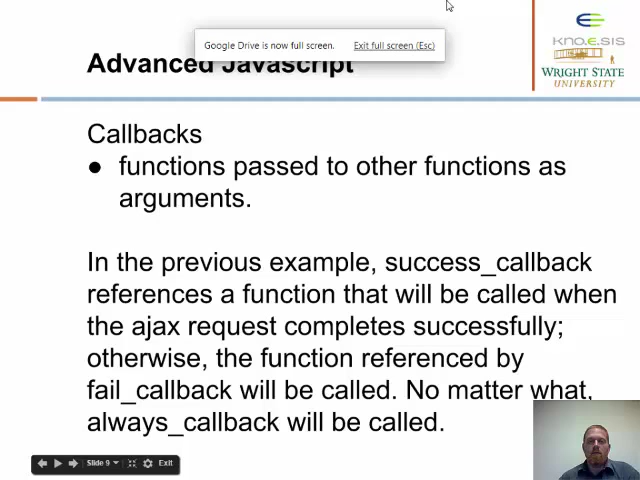 Google Drive is now full screen. Exit full screen (Esc)
Advanced Javascript
KNO.E.SIS
WRIGHT STATE
UNIVERSITY
Callbacks
● functions passed to other functions as
arguments.
In the previous example, success_callback
references a function that will be called when
the ajax request completes successfully;
otherwise, the function referenced by
fail_callback will be called. No matter what,
always_callback will be called.
Slide 9 Exit